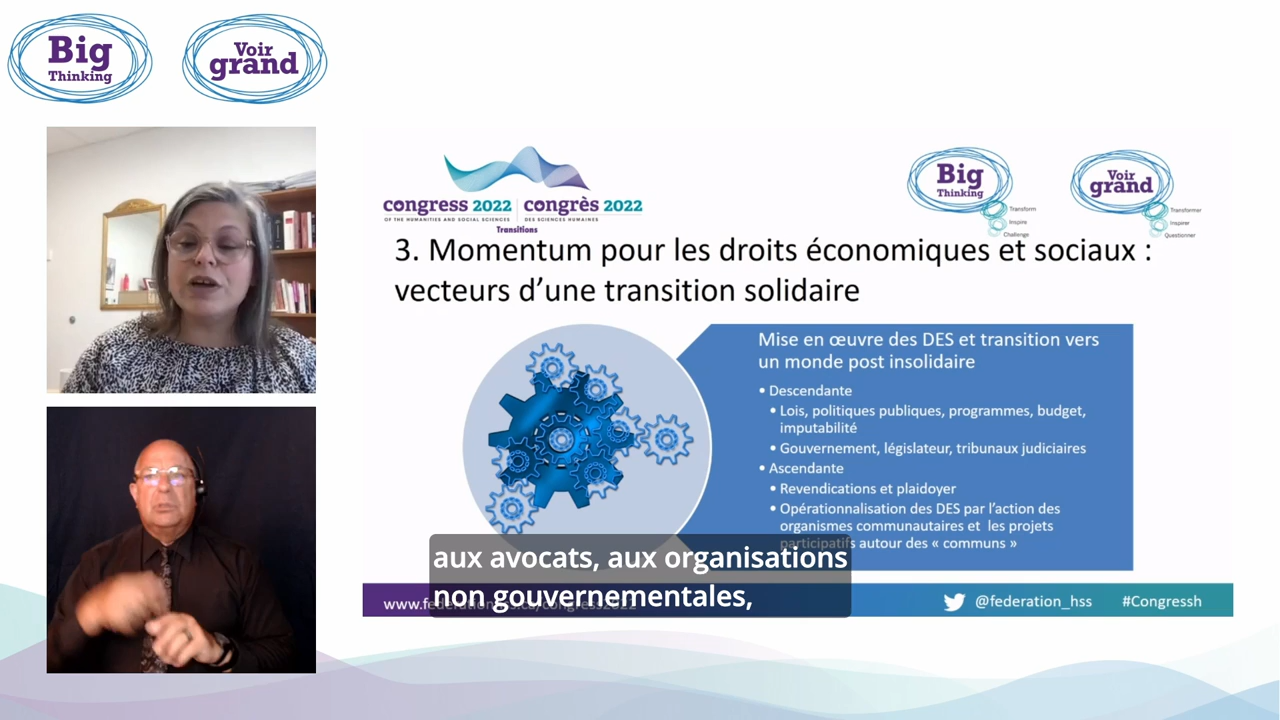 Big
Thinking
Voir
grand
congress 2022
OF THE HUMANITIES AND SOCIAL SCIENCES
congrès 2022
DES SCIENCES HUMAINES
Transitions
Big
Thinking
Transform
Inspire
Challenge
Voir
grand
Transformer
Inspirer
Questionner
3. Momentum pour les droits économiques et sociaux :
vecteurs d’une transition solidaire
Mise en œuvre des DES et transition vers
un monde post insolidaire
• Descendante
• Lois, politiques publiques, programmes, budget,
imputabilité
• Gouvernement, législateur, tribunaux judiciaires
• Ascendante
• Revendications et plaidoyer
• Opérationnalisation des DES par l’action des
organismes communautaires et les projets
participatifs autour des « communs »
aux avocats, aux organisations
non gouvernementales,
@federation_hss
#Congressh